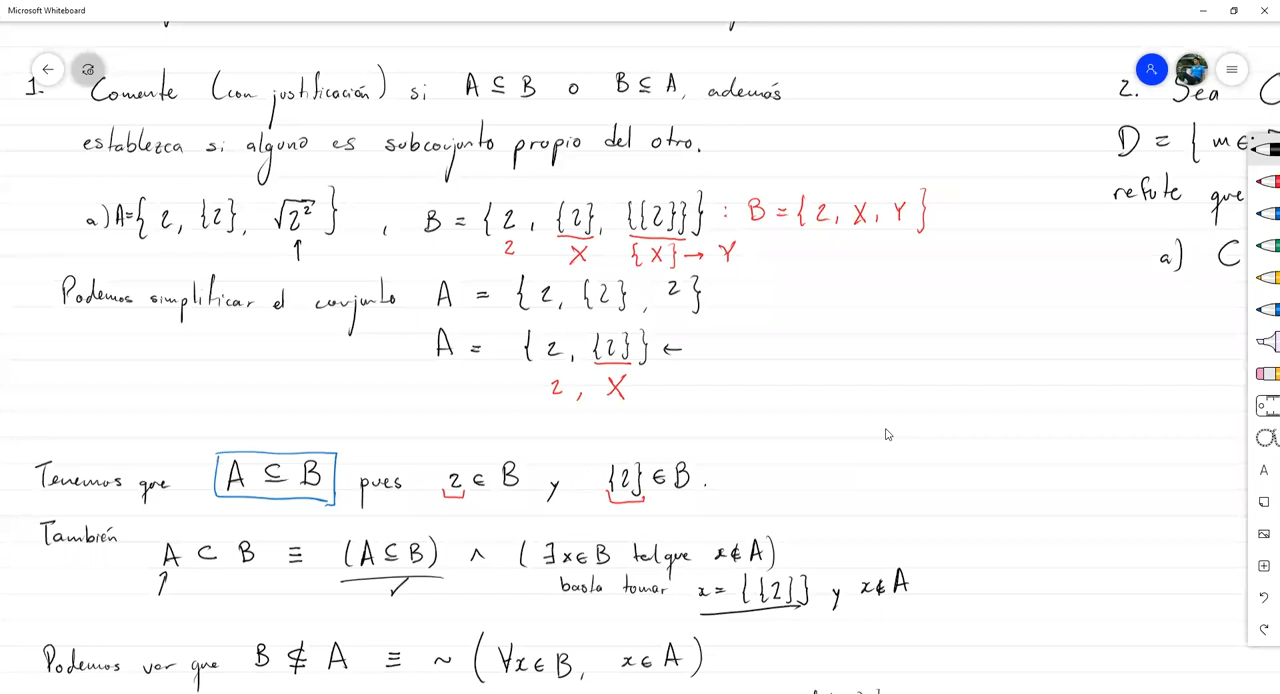 Microsoft Whiteboard
1. Comente (con justificación) si A ⊆ B o B ⊆ A, además
establezca si alguno es subconjunto propio del otro.
a) A = { 2, {2}, √2² } , B = { 2, {2}, {{2}} } : B = { 2, X, Y }
2 X {X} → Y
Podemos simplificar el conjunto A = { 2, {2}, 2 }
A = { 2, {2} } ←
2, X
Tenemos que A ⊆ B pues 2 ∈ B y {2} ∈ B.
También
A ⊂ B ≡ (A ⊆ B) ∧ ( ∃x∈B tal que x∉A)
✓ basta tomar x = {{2}} y x∉A
Podemos ver que B ⊈ A ≡ ~ ( ∀x∈B, x∈A )
2. Sea C
D = { m ∈
refute que
a) C
A